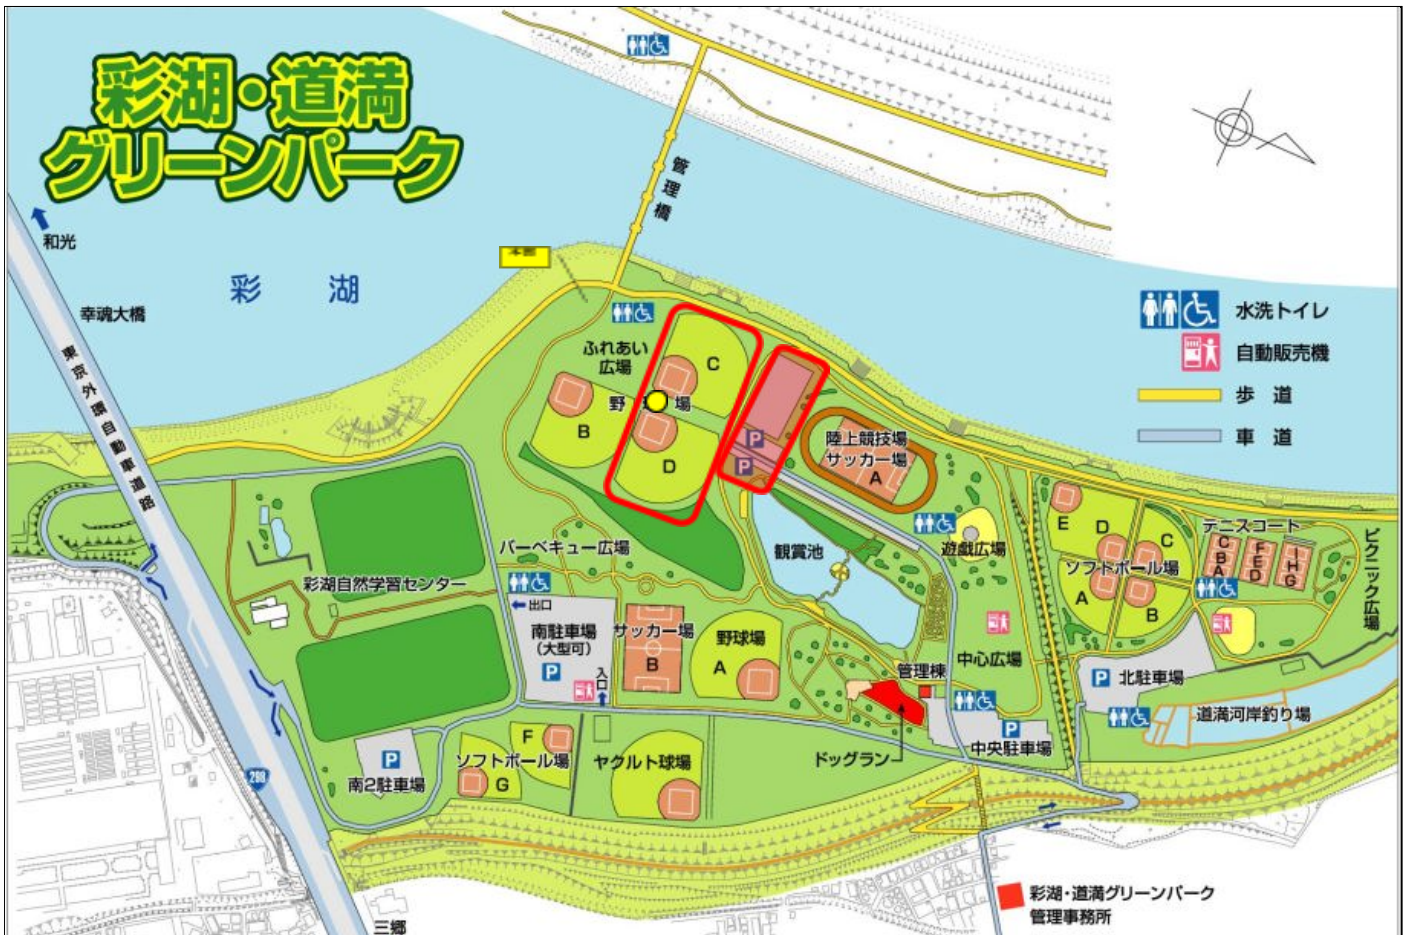 彩湖・道満
グリーンパーク
和光
彩 湖
幸魂大橋
東京外環自動車道路
管理橋
水洗トイレ
自動販売機
歩 道
車 道
ふれあい
広場
野 場
C
B
D
P
P
陸上競技場
サッカー場
A
観賞池
遊戯広場
E
D
C
ソフトボール場
A
B
テニスコート
C
B
A
F
E
D
I
H
G
ピクニック広場
バーベキュー広場
彩湖自然学習センター
出口
南駐車場
(大型可)
P
入口
サッカー場
B
野球場
A
管理棟
中心広場
P
北駐車場
道満河岸釣り場
P
中央駐車場
ドッグラン
P
南2駐車場
F
ソフトボール場
G
ヤクルト球場
298
三郷
彩湖・道満グリーンパーク
管理事務所